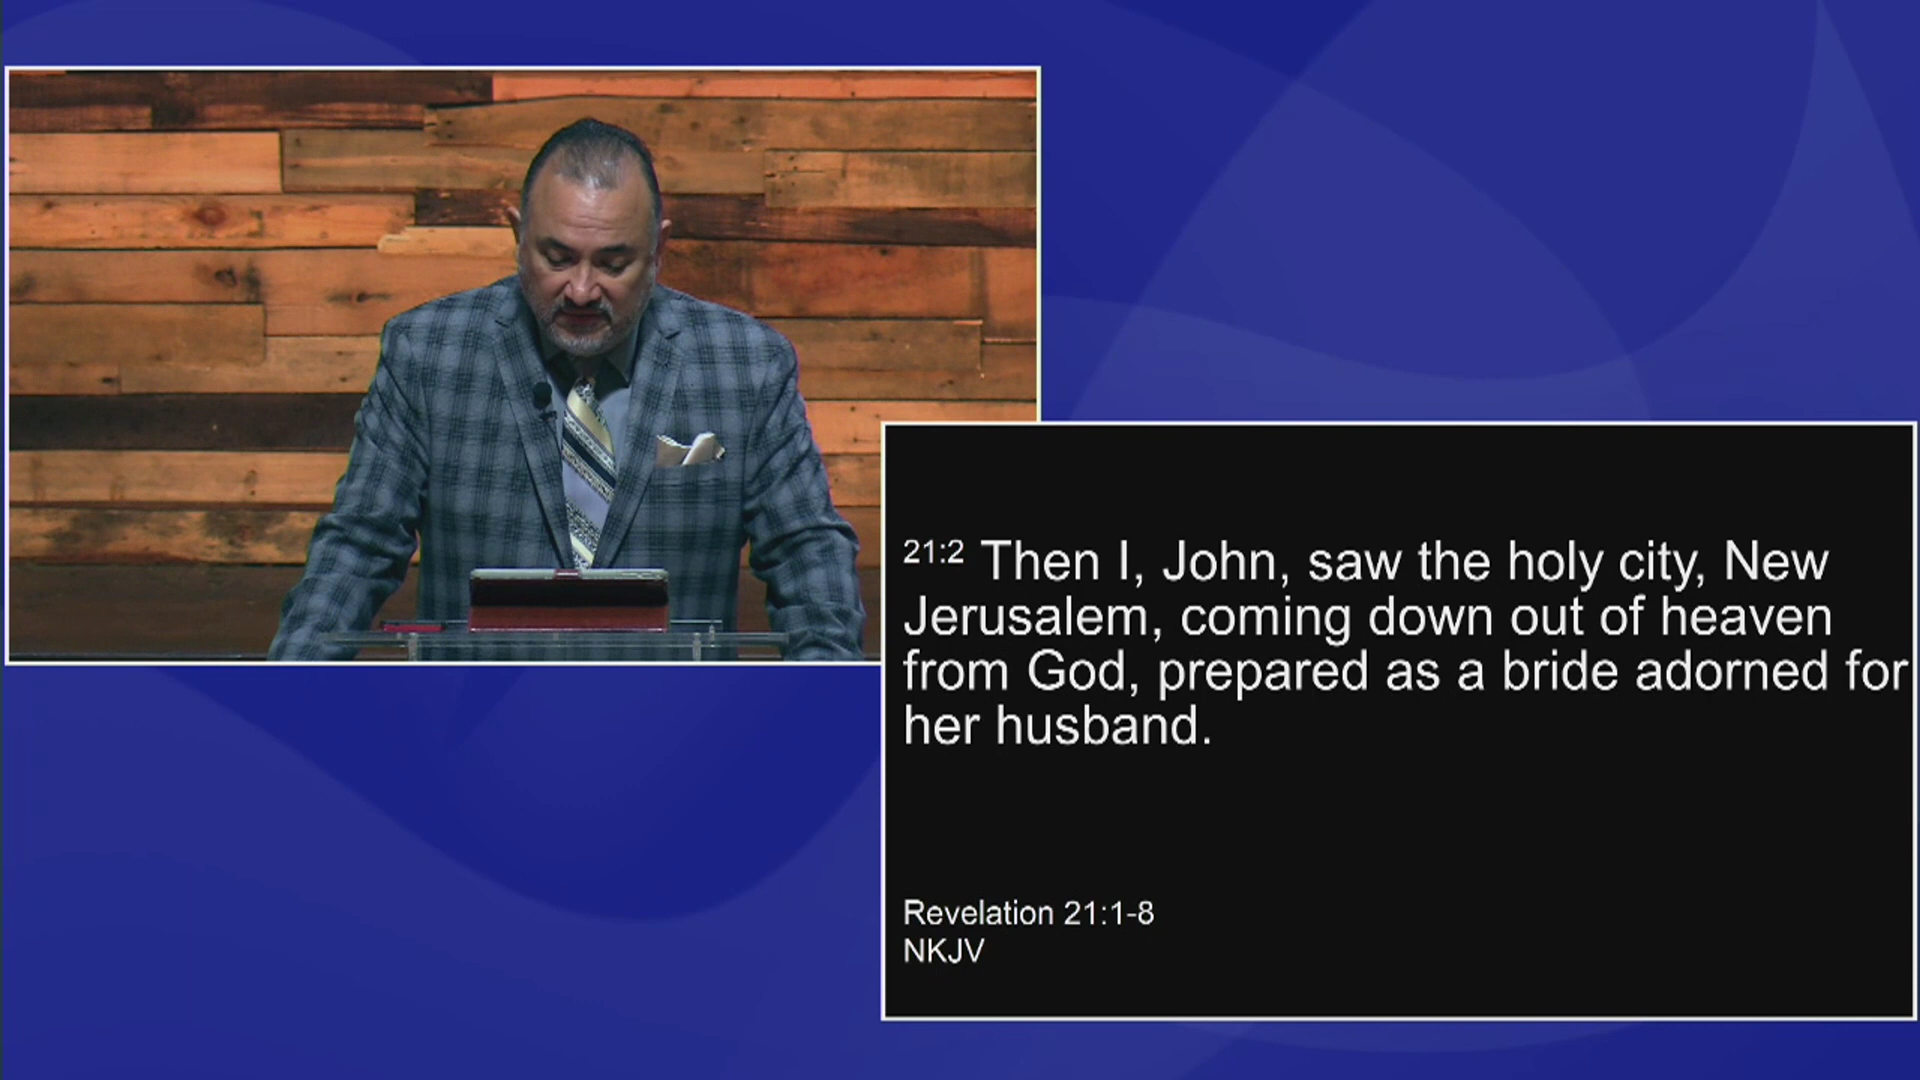 21:2 Then I, John, saw the holy city, New
Jerusalem, coming down out of heaven
from God, prepared as a bride adorned for
her husband.
Revelation 21:1-8
NKJV